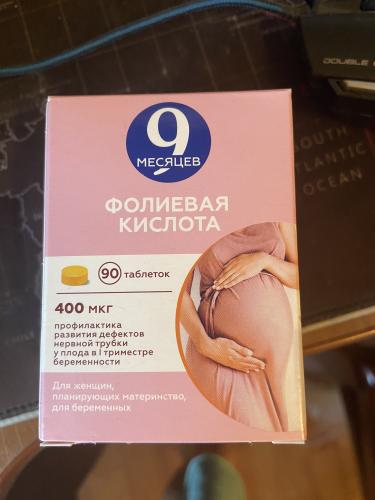 DOUBLE
9
МЕСЯЦЕВ
ФОЛИЕВАЯ
КИСЛОТА
90 таблеток
400 мкг
профилактика
развития дефектов
нервной трубки
у плода в I триместре
беременности
Для женщин,
планирующих материнство,
для беременных
SOUTH
ATLANTIC
OCEAN